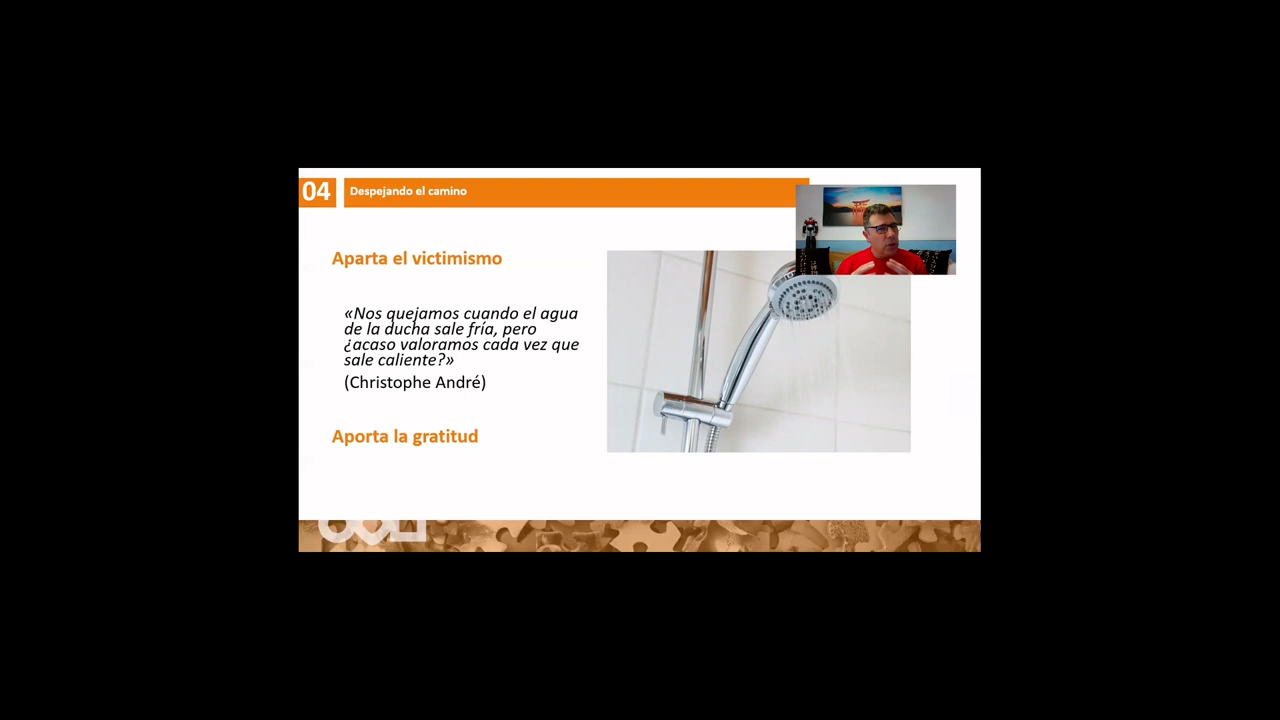 04
Despejando el camino
Aparta el victimismo
«Nos quejamos cuando el agua
de la ducha sale fría, pero
¿acaso valoramos cada vez que
sale caliente?»
(Christophe André)
Aporta la gratitud